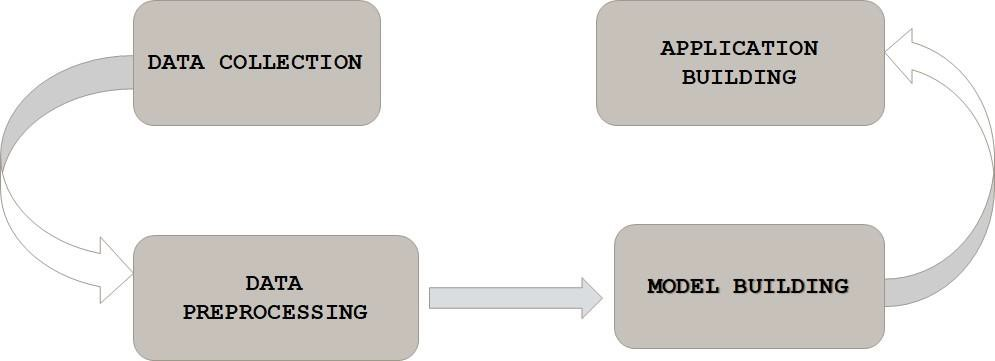 DATA COLLECTION
APPLICATION
BUILDING
DATA
PREPROCESSING
MODEL BUILDING